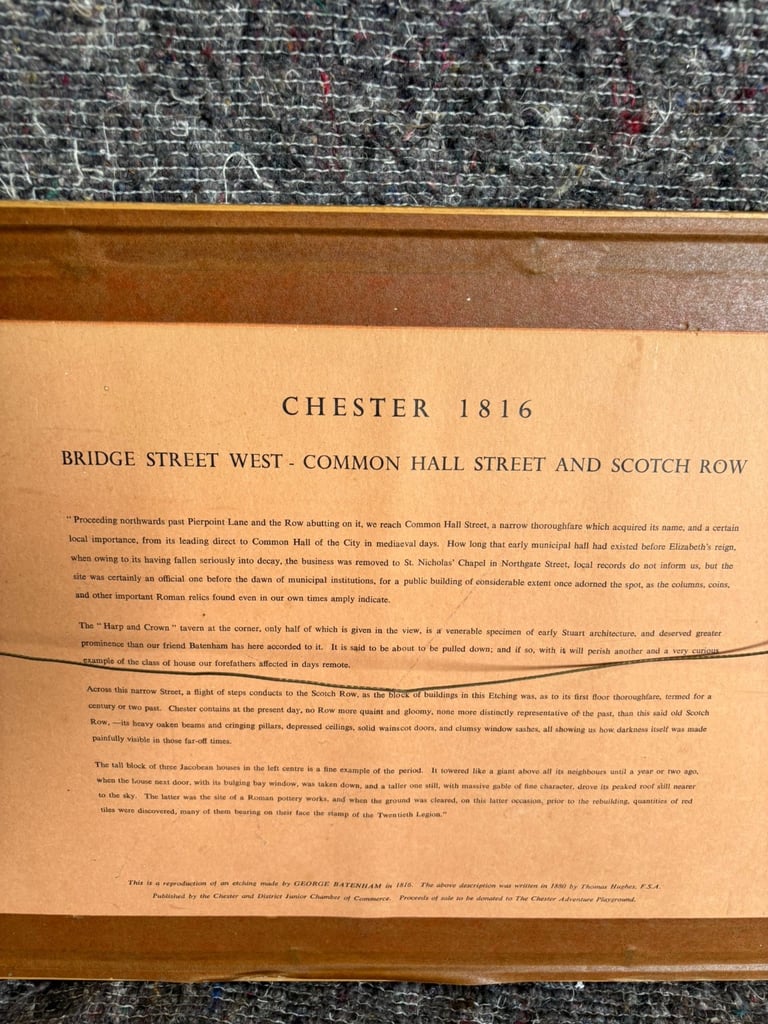 CHESTER 1816
BRIDGE STREET WEST - COMMON HALL STREET AND SCOTCH ROW
" Proceeding northwards past Pierpoint Lane and the Row abutting on it, we reach Common Hall Street, a narrow thoroughfare which acquired its name, and a certain
local importance, from its leading direct to Common Hall of the City in mediaeval days. How long that early municipal hall had existed before Elizabeth's reign,
when owing to its having fallen seriously into decay, the business was removed to St. Nicholas' Chapel in Northgate Street, local records do not inform us, but the
site was certainly an official one before the dawn of municipal institutions, for a public building of considerable extent once adorned the spot, as the columns, coins,
and other important Roman relics found even in our own times amply indicate.
The " Harp and Crown " tavern at the corner, only half of which is given in the view, is a venerable specimen of early Stuart architecture, and deserved greater
prominence than our friend Batenham has here accorded to it. It is said to be about to be pulled down; and if so, with it will perish another and a very curious
example of the class of house our forefathers affected in days remote.
Across this narrow Street, a flight of steps conducts to the Scotch Row, as the block of buildings in this Etching was, as to its first floor thoroughfare, termed for a
century or two past. Chester contains at the present day, no Row more quaint and gloomy, none more distinctly representative of the past, than this said old Scotch
Row, —its heavy oaken beams and cringing pillars, depressed ceilings, solid wainscot doors, and clumsy window sashes, all showing us how darkness itself was made
painfully visible in those far-off times.
The tall block of three Jacobean houses in the left centre is a fine example of the period. It towered like a giant above all its neighbours until a year or two ago,
when the house next door, with its bulging bay window, was taken down, and a taller one still, with massive gable of fine character, drove its peaked roof skill nearer
to the sky. The latter was the site of a Roman pottery works, and when the ground was cleared, on this latter occasion, prior to the rebuilding, quantities of red
tiles were discovered, many of them bearing on their face the stamp of the Twentieth Legion."
This is a reproduction of an etching made by GEORGE BATENHAM in 1816. The above description was written in 1880 by Thomas Hughes, F.S.A.
Published by the Chester and District Junior Chamber of Commerce. Proceeds of sale to be donated to The Chester Adventure Playground.